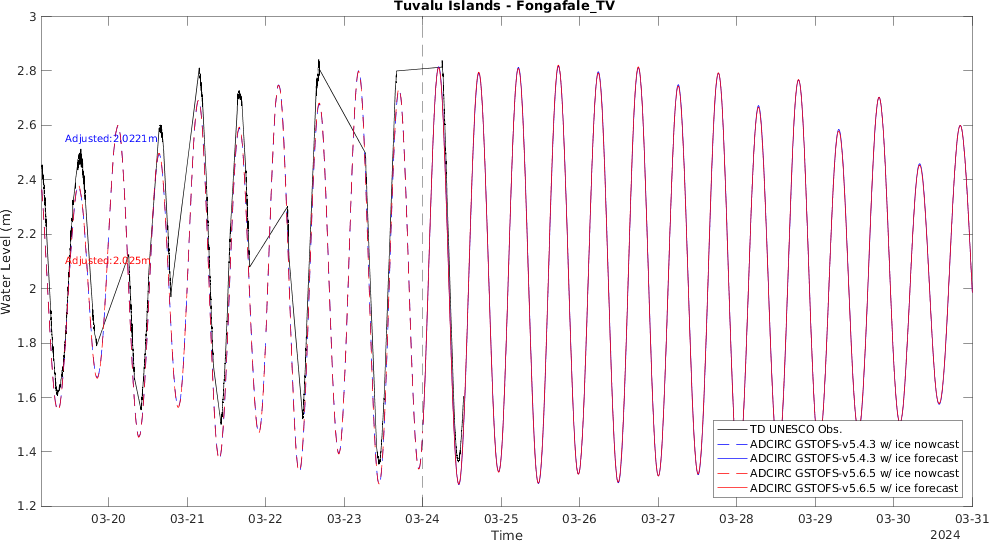 Tuvalu Islands - Fongafale_TV
Water Level (m)
3
2.8
2.6
2.4
2.2
2
1.8
1.6
1.4
1.2
Adjusted:2.0221m
Adjusted:2.025m
TD UNESCO Obs.
ADCIRC GSTOFS-v5.4.3 w/ ice nowcast
ADCIRC GSTOFS-v5.4.3 w/ ice forecast
ADCIRC GSTOFS-v5.6.5 w/ ice nowcast
ADCIRC GSTOFS-v5.6.5 w/ ice forecast
03-20 03-21 03-22 03-23 03-24 03-25 03-26 03-27 03-28 03-29 03-30 03-31
Time
2024